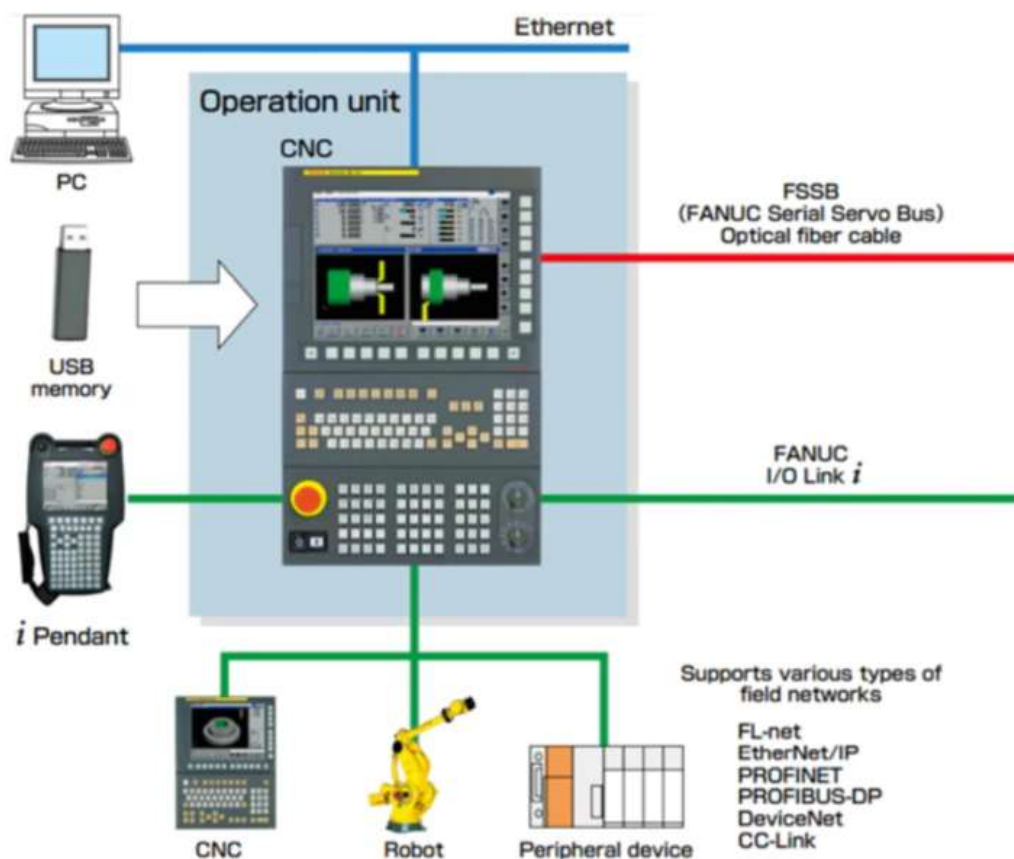 Ethernet
Operation unit
CNC
PC
FSSB
(FANUC Serial Servo Bus)
Optical fiber cable
USB
memory
FANUC
I/O Link i
i Pendant
Supports various types of
field networks
FL-net
EtherNet/IP
PROFINET
PROFIBUS-DP
DeviceNet
CC-Link
CNC
Robot
Peripheral device